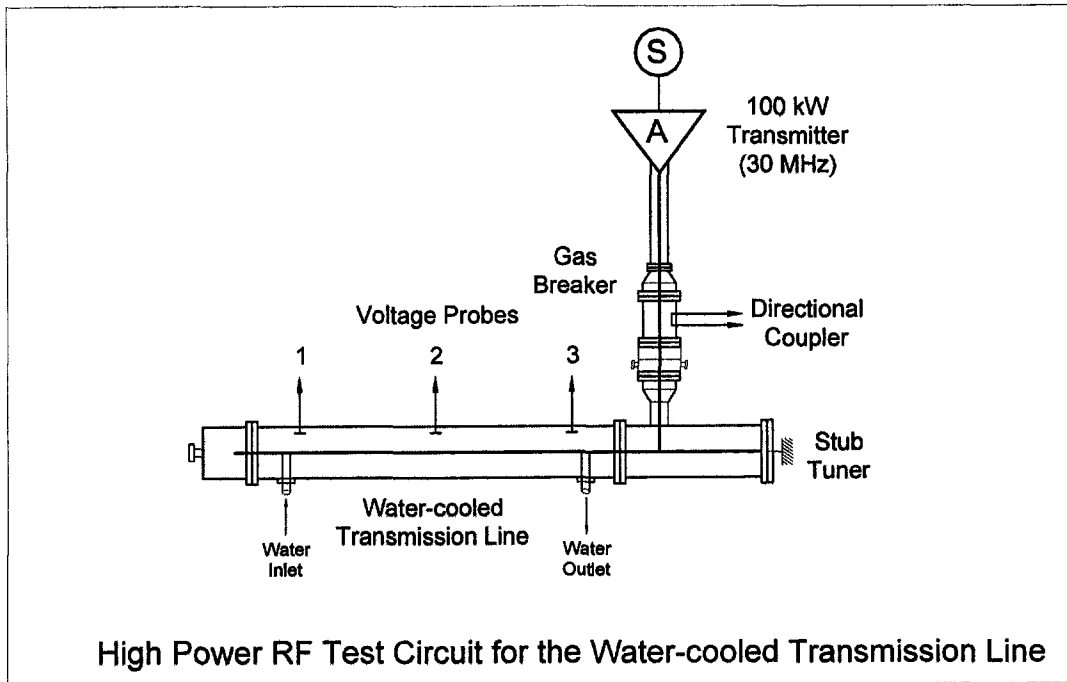 S
A
100 kW
Transmitter
(30 MHz)
Gas
Breaker
Directional
Coupler
Voltage Probes
1
2
3
Stub
Tuner
Water-cooled
Transmission Line
Water
Inlet
Water
Outlet
High Power RF Test Circuit for the Water-cooled Transmission Line